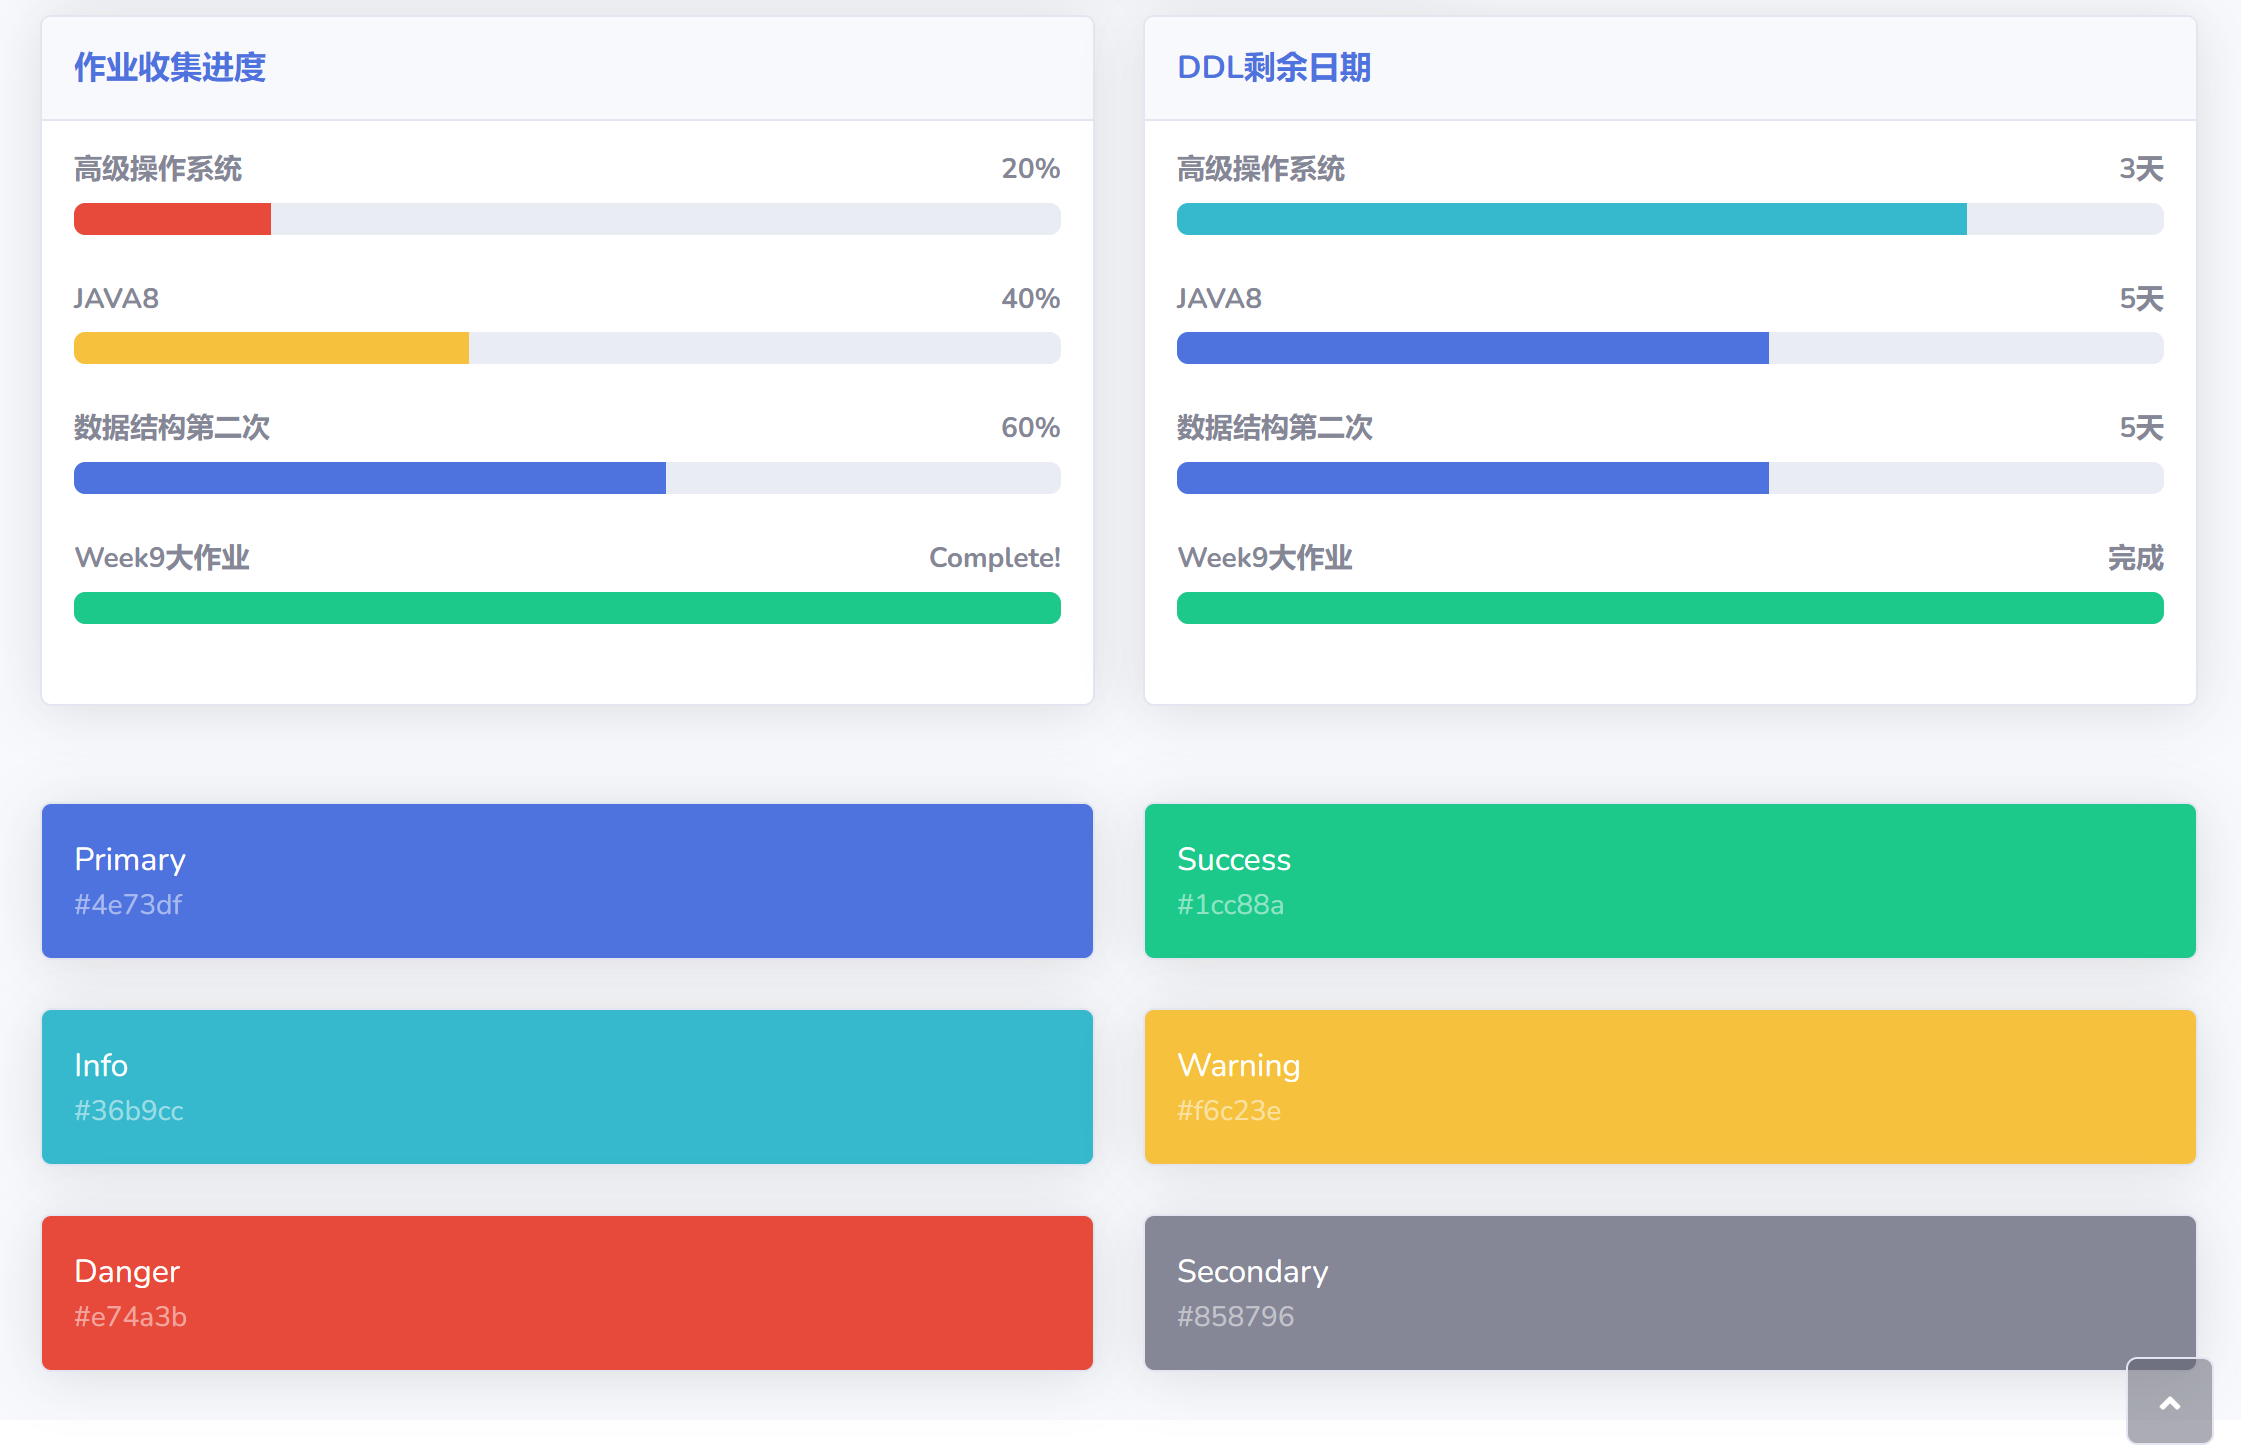 作业收集进度
高级操作系统 20%
JAVA8 40%
数据结构第二次 60%
Week9大作业 Complete!
DDL剩余日期
高级操作系统 3天
JAVA8 5天
数据结构第二次 5天
Week9大作业 完成
Primary
#4e73df
Success
#1cc88a
Info
#36b9cc
Warning
#f6c23e
Danger
#e74a3b
Secondary
#858796